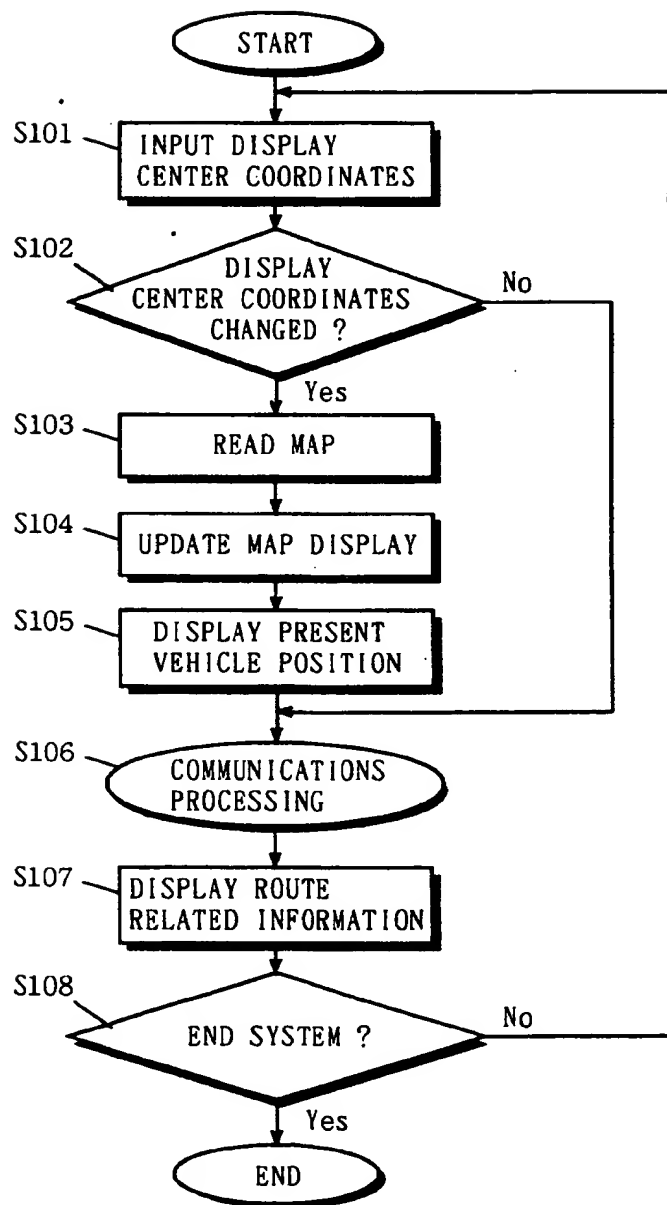 START
S101
INPUT DISPLAY
CENTER COORDINATES
S102
DISPLAY
CENTER COORDINATES
CHANGED ?
No
Yes
S103
READ MAP
S104
UPDATE MAP DISPLAY
S105
DISPLAY PRESENT
VEHICLE POSITION
S106
COMMUNICATIONS
PROCESSING
S107
DISPLAY ROUTE
RELATED INFORMATION
S108
END SYSTEM ?
No
Yes
END